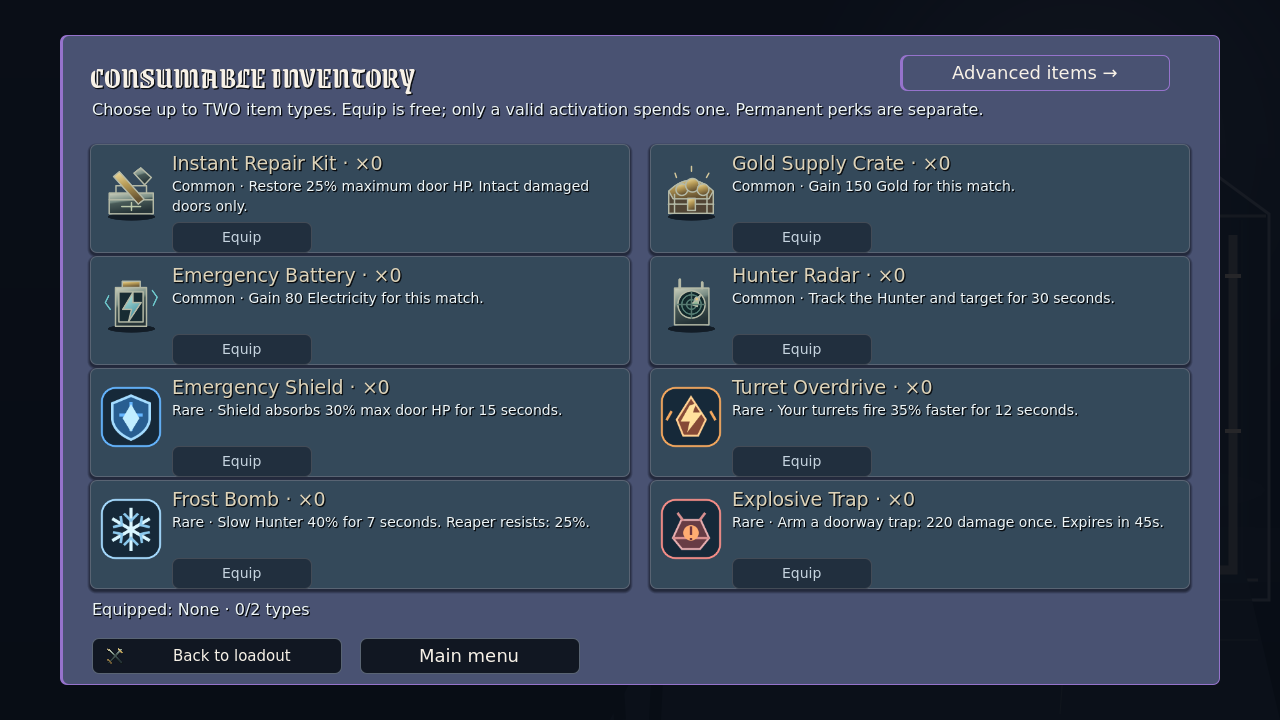 CONSUMABLE INVENTORY
Advanced items →
Choose up to TWO item types. Equip is free; only a valid activation spends one. Permanent perks are separate.
Instant Repair Kit · ×0
Common · Restore 25% maximum door HP. Intact damaged
doors only.
Equip
Gold Supply Crate · ×0
Common · Gain 150 Gold for this match.
Equip
Emergency Battery · ×0
Common · Gain 80 Electricity for this match.
Equip
Hunter Radar · ×0
Common · Track the Hunter and target for 30 seconds.
Equip
Emergency Shield · ×0
Rare · Shield absorbs 30% max door HP for 15 seconds.
Equip
Turret Overdrive · ×0
Rare · Your turrets fire 35% faster for 12 seconds.
Equip
Frost Bomb · ×0
Rare · Slow Hunter 40% for 7 seconds. Reaper resists: 25%.
Equip
Explosive Trap · ×0
Rare · Arm a doorway trap: 220 damage once. Expires in 45s.
Equip
Equipped: None · 0/2 types
Back to loadout
Main menu